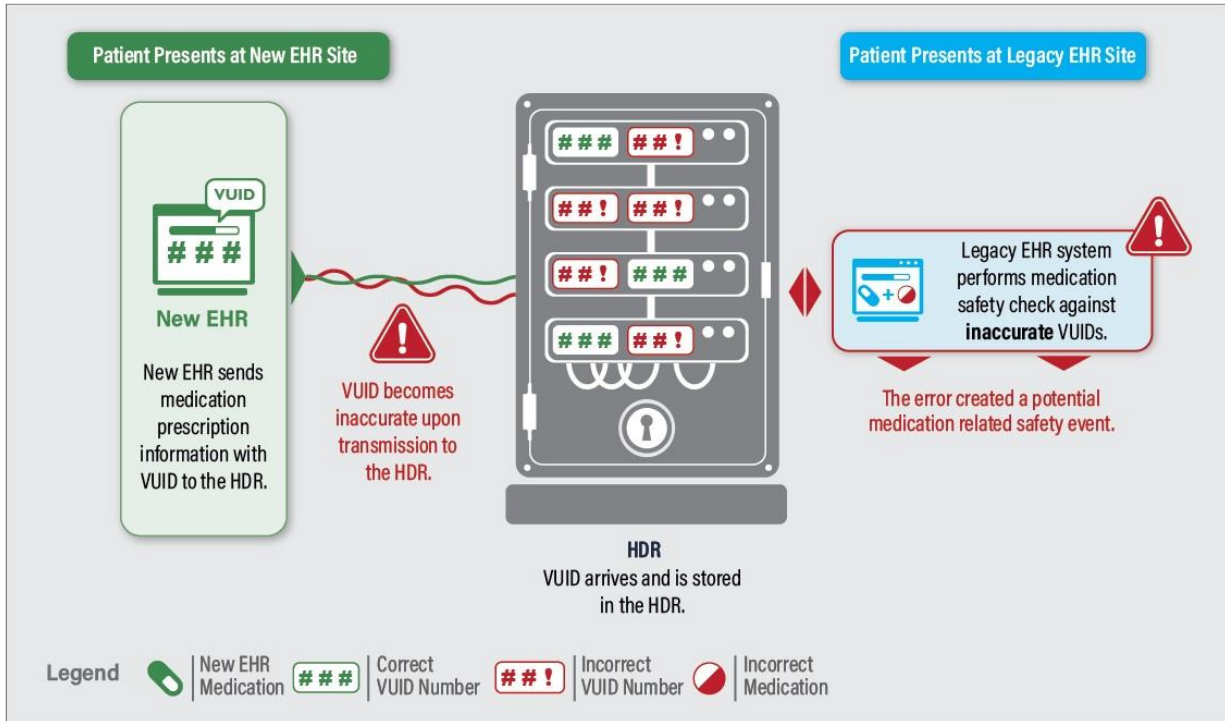 Patient Presents at New EHR Site
Patient Presents at Legacy EHR Site
VUID
# # #
New EHR
New EHR sends
medication
prescription
information with
VUID to the HDR.
VUID becomes
inaccurate upon
transmission to
the HDR.
# # # # # !
# # ! # # !
# # ! # # #
# # # # # !
HDR
VUID arrives and is stored
in the HDR.
Legacy EHR system
performs medication
safety check against
inaccurate VUIDs.
The error created a potential
medication related safety event.
Legend
New EHR
Medication
# # #
Correct
VUID Number
# # !
Incorrect
VUID Number
Incorrect
Medication